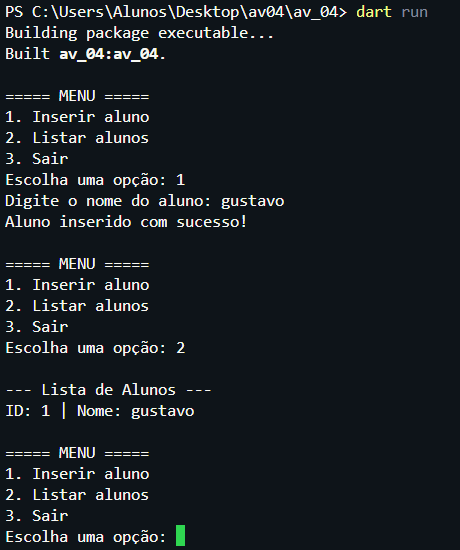 PS C:\Users\Alunos\Desktop\av04\av_04> dart run
Building package executable...
Built av_04:av_04.
===== MENU =====
1. Inserir aluno
2. Listar alunos
3. Sair
Escolha uma opção: 1
Digite o nome do aluno: gustavo
Aluno inserido com sucesso!
===== MENU =====
1. Inserir aluno
2. Listar alunos
3. Sair
Escolha uma opção: 2
--- Lista de Alunos ---
ID: 1 | Nome: gustavo
===== MENU =====
1. Inserir aluno
2. Listar alunos
3. Sair
Escolha uma opção: